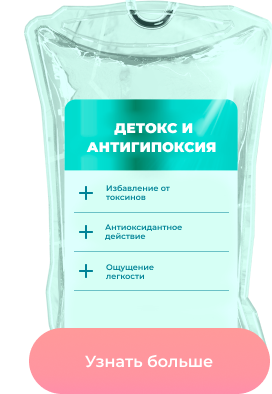 ДЕТОКС И
АНТИГИПОКСИЯ
Избавление от
токсинов
Антиоксидантное
действие
Ощущение
легкости
Узнать больше